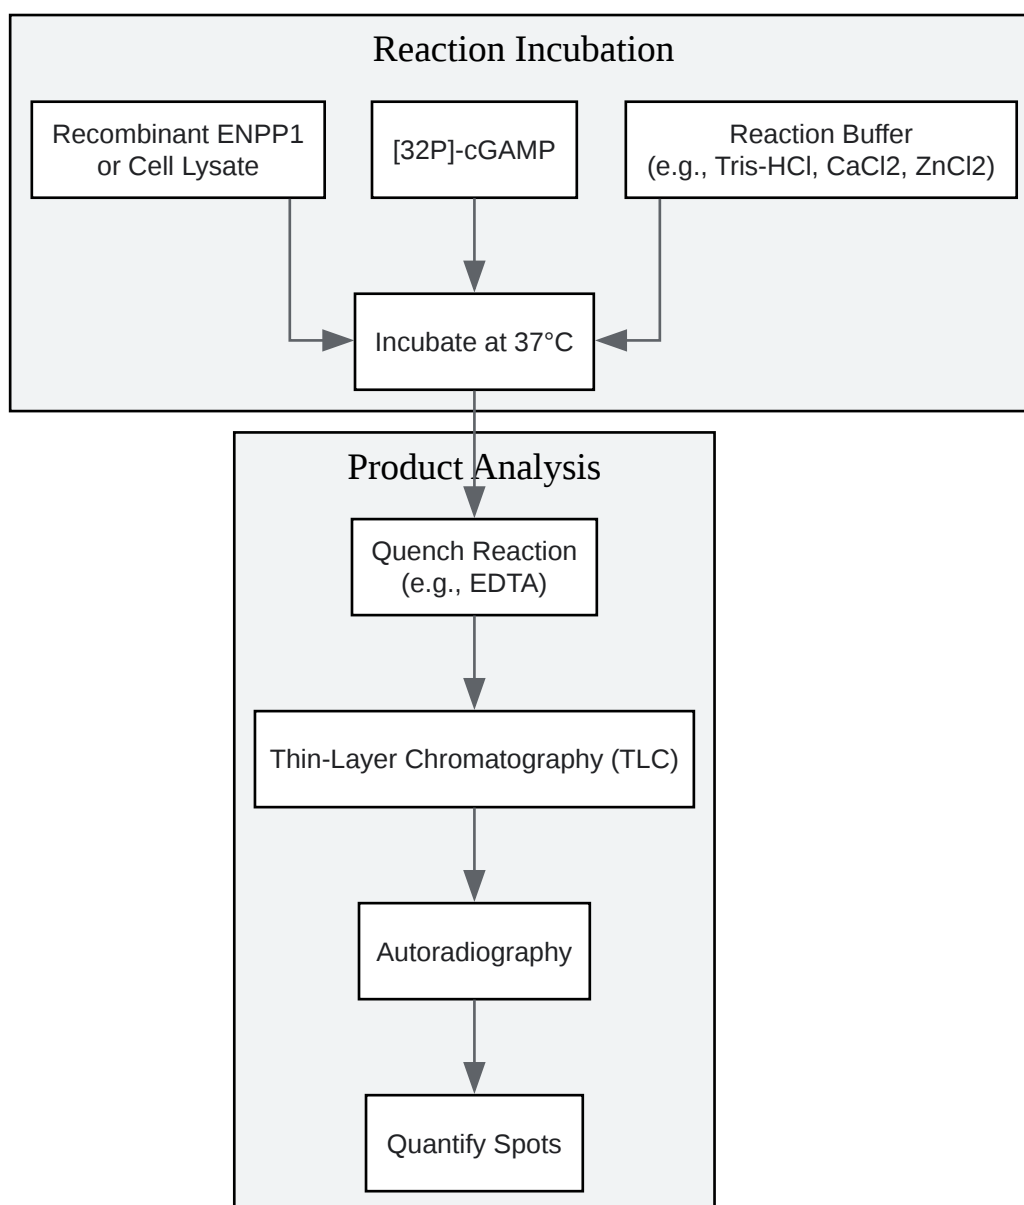 Reaction Incubation
Recombinant ENPP1
or Cell Lysate
[32P]-cGAMP
Reaction Buffer
(e.g., Tris-HCl, CaCl2, ZnCl2)
Incubate at 37°C
Product Analysis
Quench Reaction
(e.g., EDTA)
Thin-Layer Chromatography (TLC)
Autoradiography
Quantify Spots